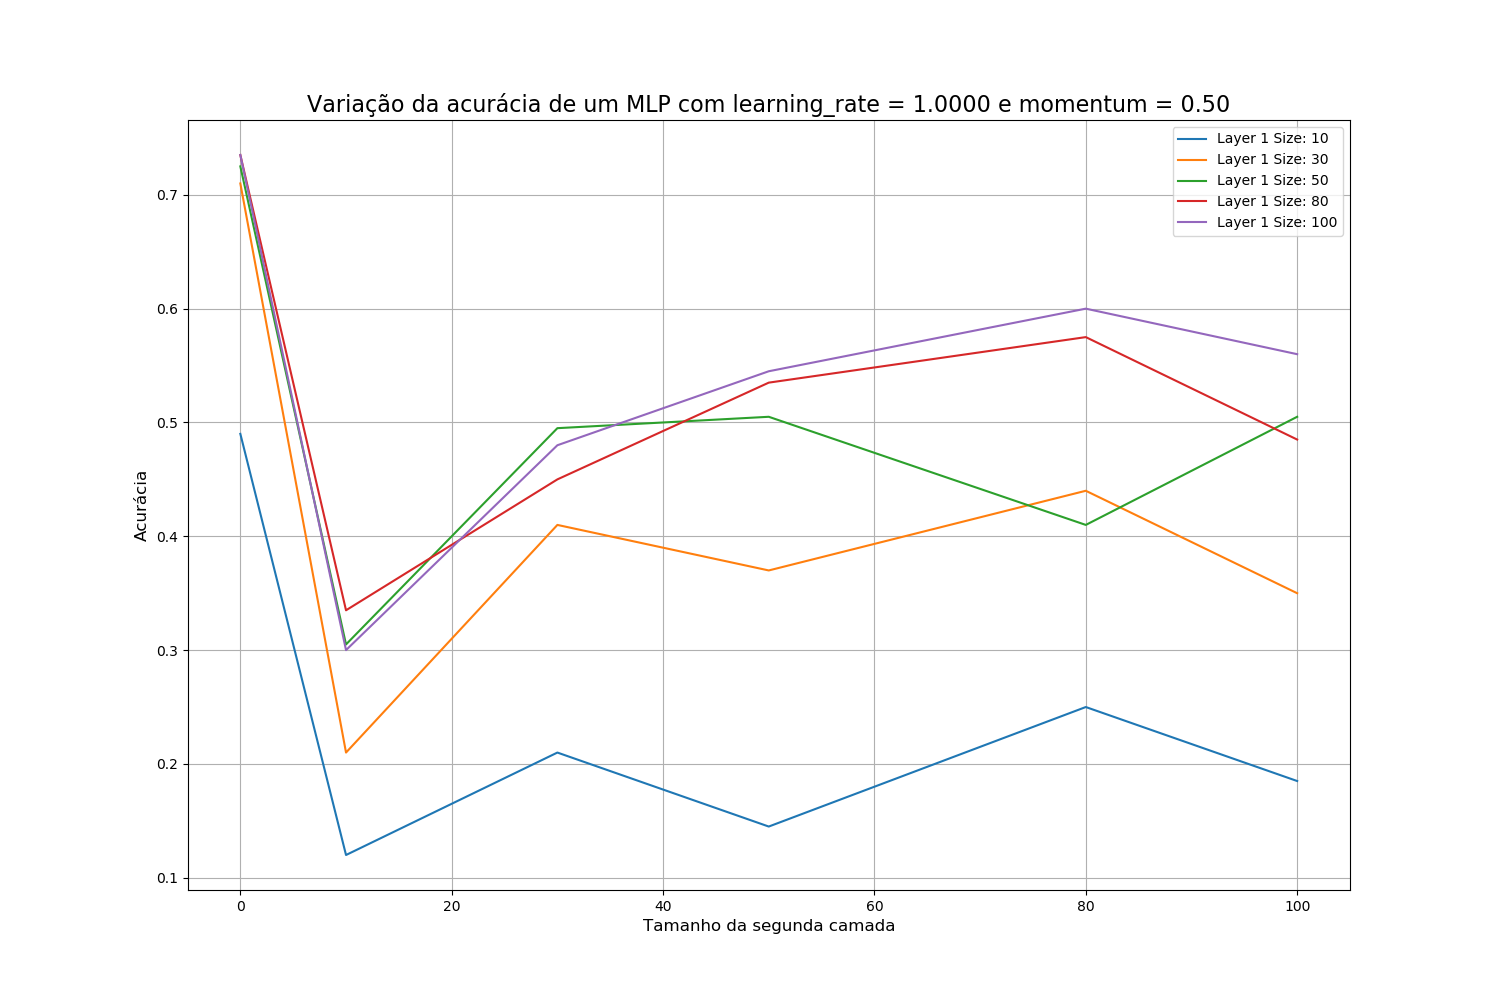 Variação da acurácia de um MLP com learning_rate = 1.0000 e momentum = 0.50
Layer 1 Size: 10
Layer 1 Size: 30
Layer 1 Size: 50
Layer 1 Size: 80
Layer 1 Size: 100
Acurácia
0.7
0.6
0.5
0.4
0.3
0.2
0.1
0 20 40 60 80 100
Tamanho da segunda camada